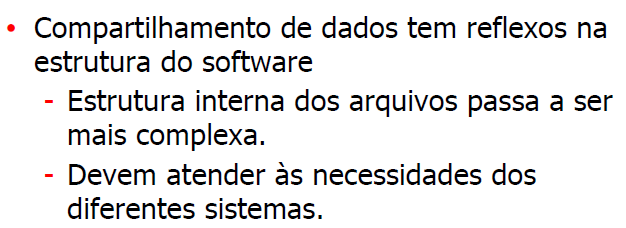 • Compartilhamento de dados tem reflexos na
estrutura do software
- Estrutura interna dos arquivos passa a ser
mais complexa.
- Devem atender às necessidades dos
diferentes sistemas.